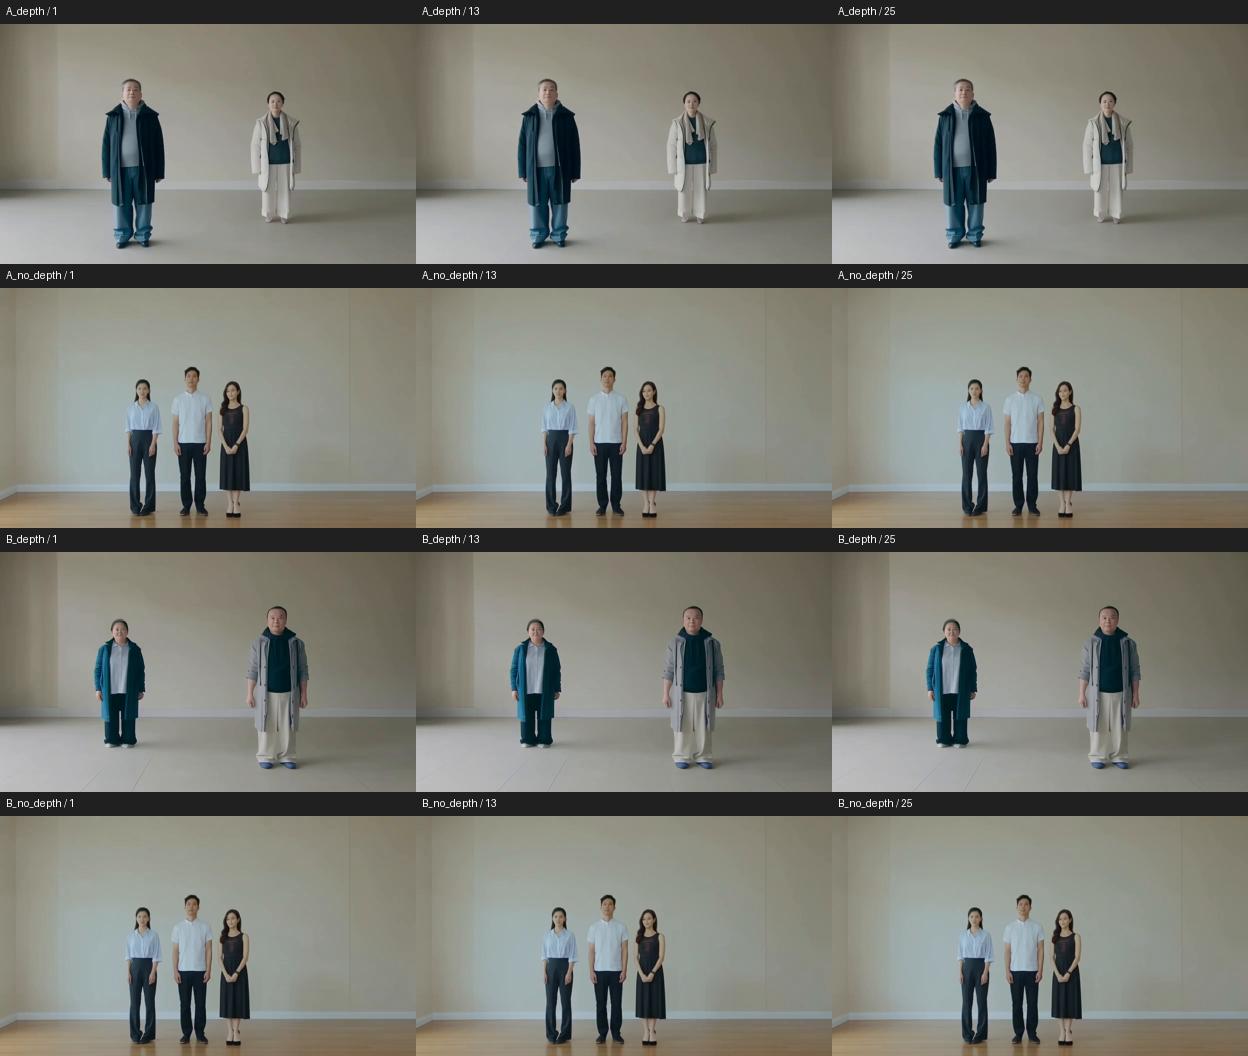 A_depth / 1
A_depth / 13
A_depth / 25
A_no_depth / 1
A_no_depth / 13
A_no_depth / 25
B_depth / 1
B_depth / 13
B_depth / 25
B_no_depth / 1
B_no_depth / 13
B_no_depth / 25